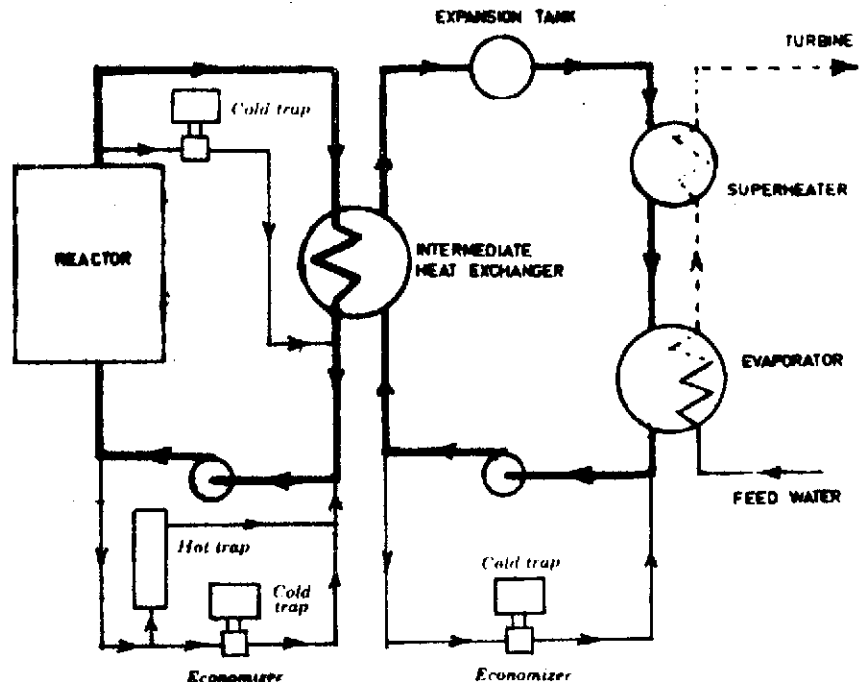 EXPANSION TANK
TURBINE
Cold trap
SUPERHEATER
REACTOR
INTERMEDIATE
HEAT EXCHANGER
EVAPORATOR
FEED WATER
Hot trap
Cold
trap
Cold trap
Economizer
Economizer